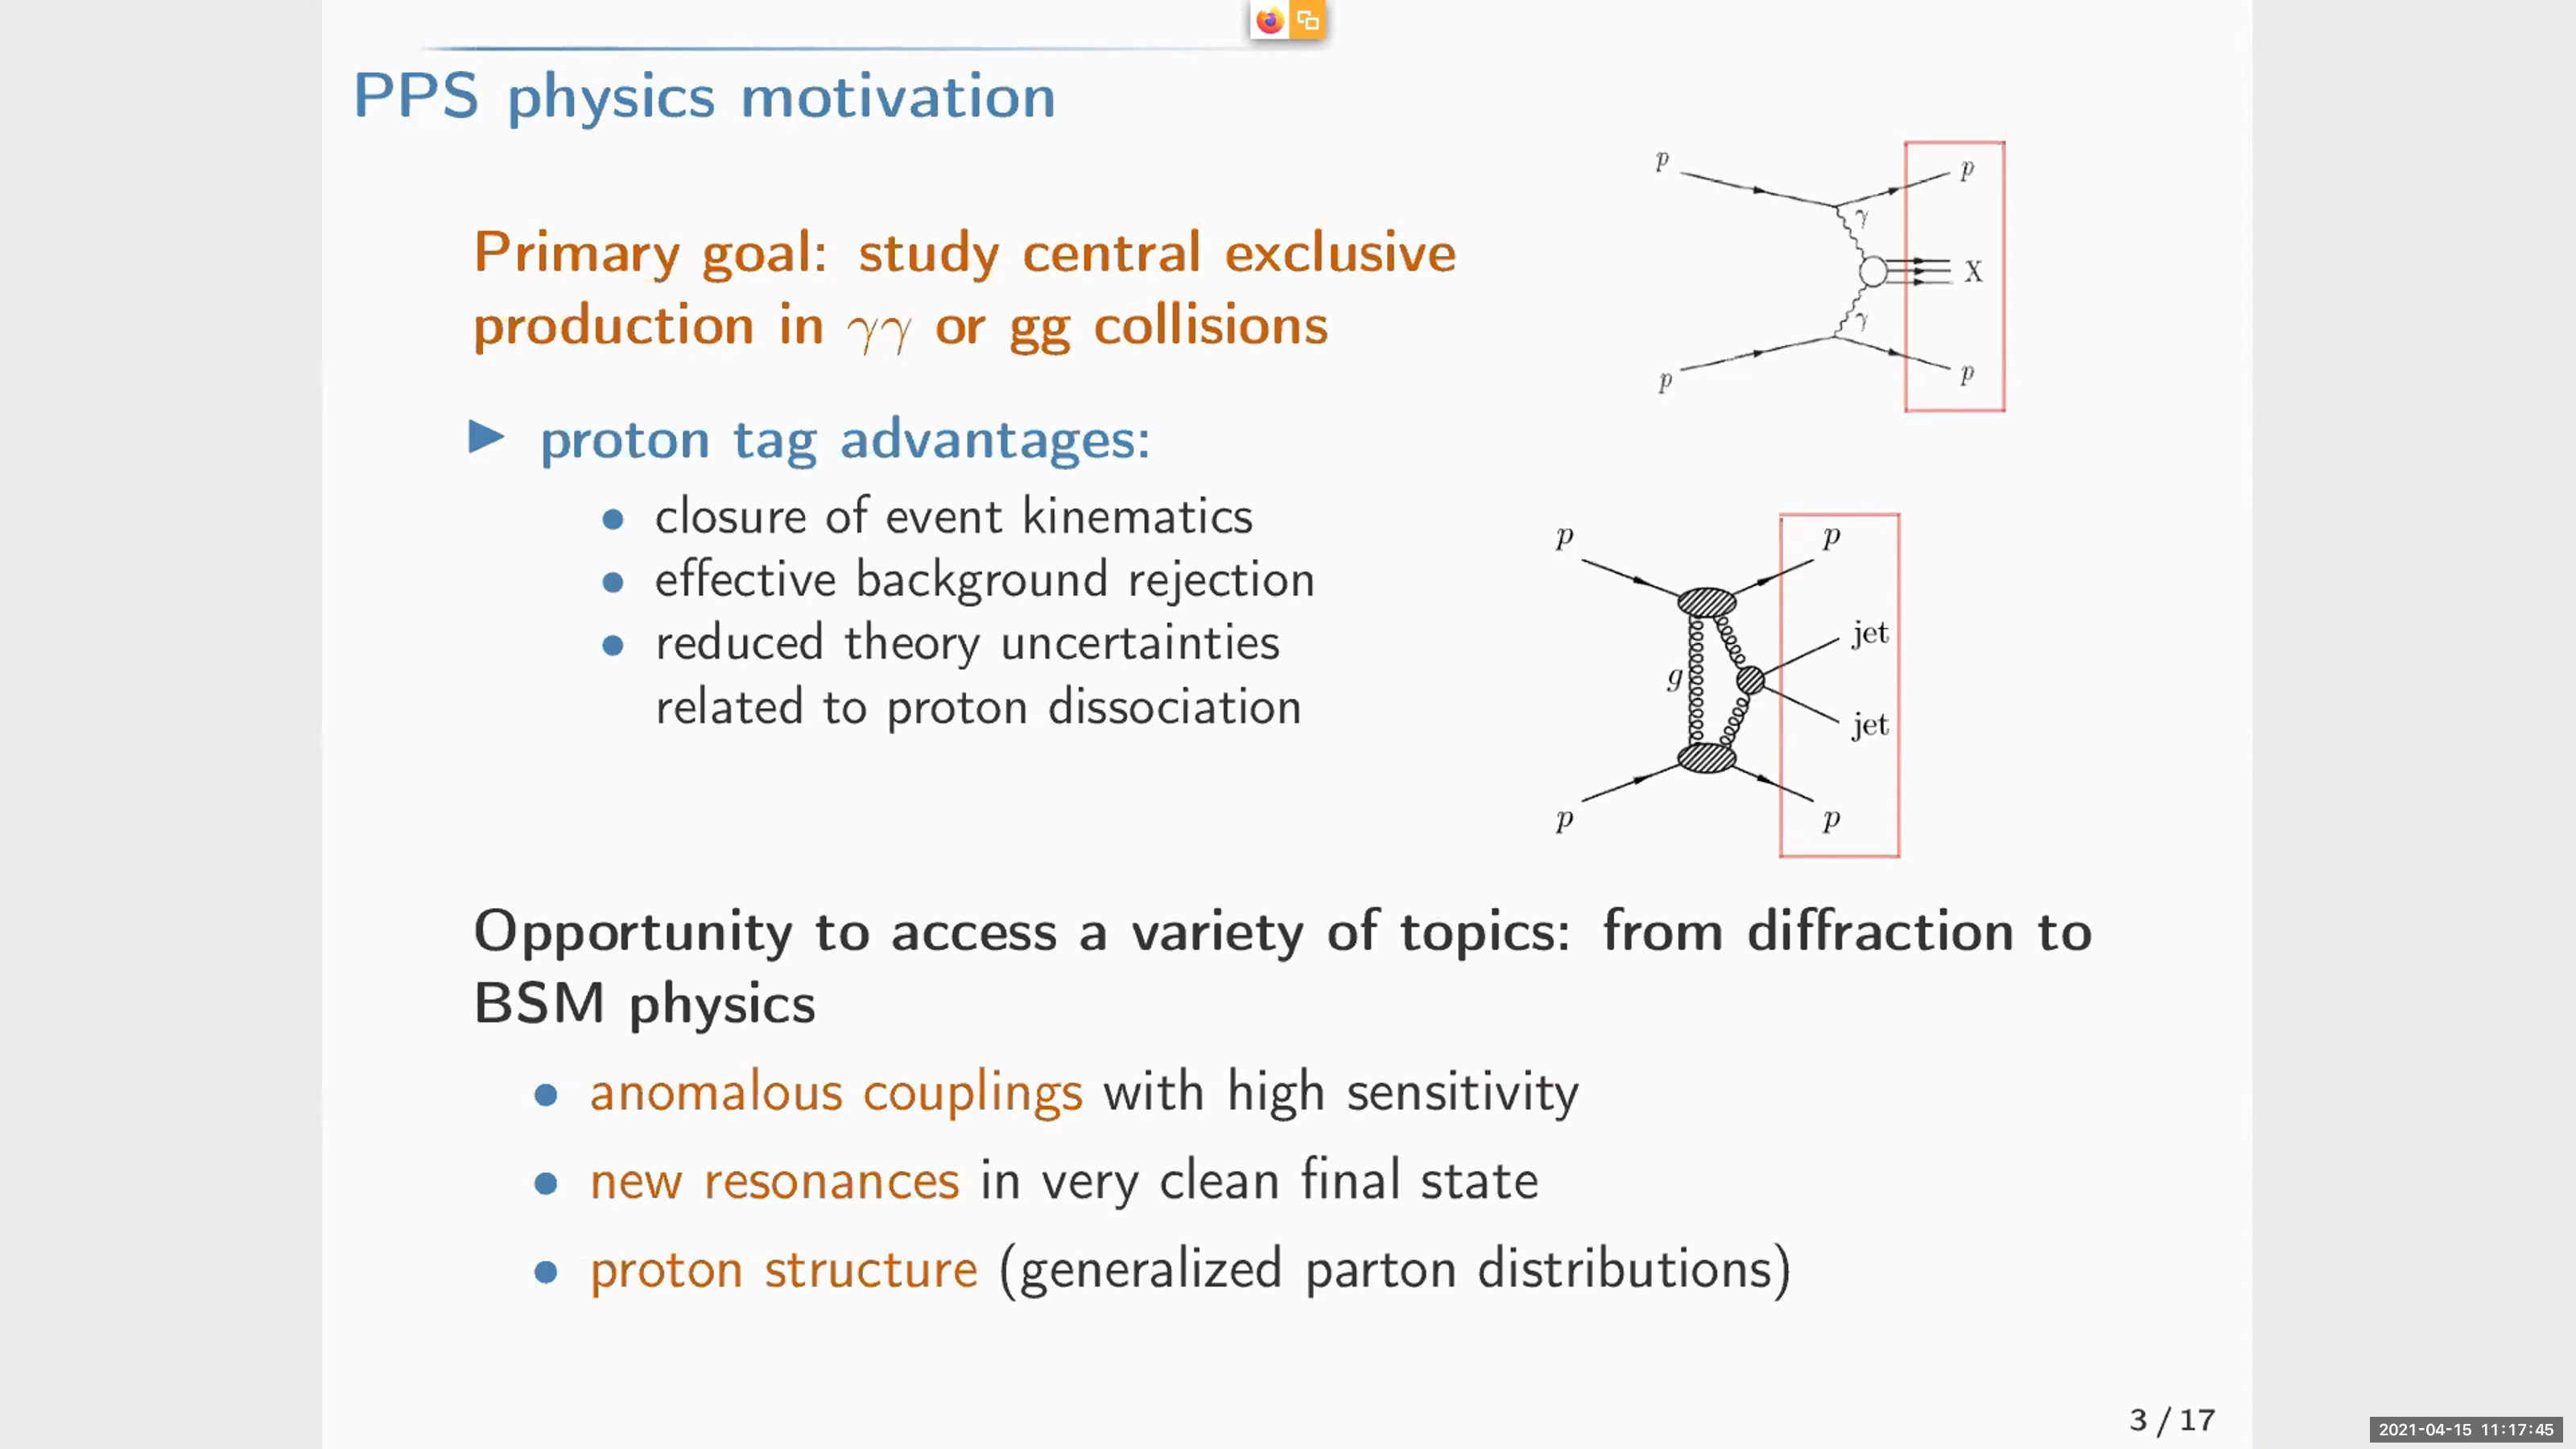 PPS physics motivation
Primary goal: study central exclusive
production in γγ or gg collisions
▶ proton tag advantages:
• closure of event kinematics
• effective background rejection
• reduced theory uncertainties
related to proton dissociation
p
p
γ
X
γ
p
p
p
p
jet
g
jet
p
p
Opportunity to access a variety of topics: from diffraction to
BSM physics
• anomalous couplings with high sensitivity
• new resonances in very clean final state
• proton structure (generalized parton distributions)
3 / 17
2021-04-15 11:17:45